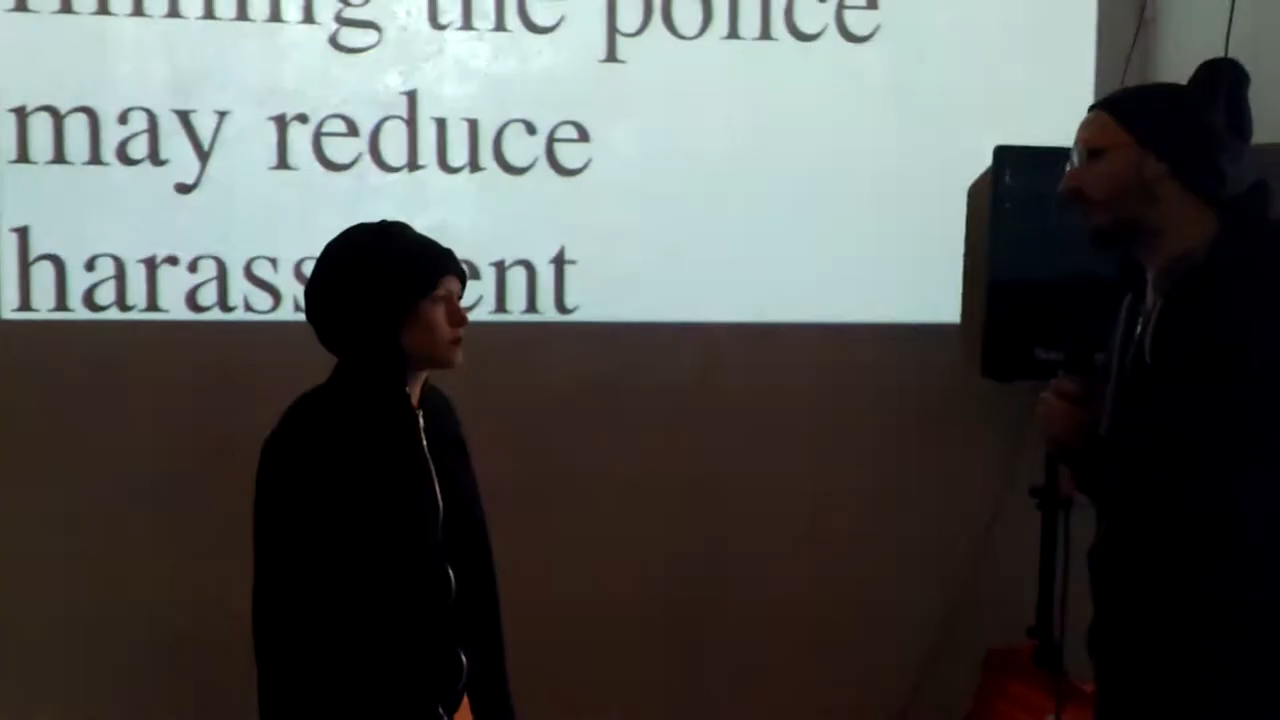 the police
may reduce
harass ent